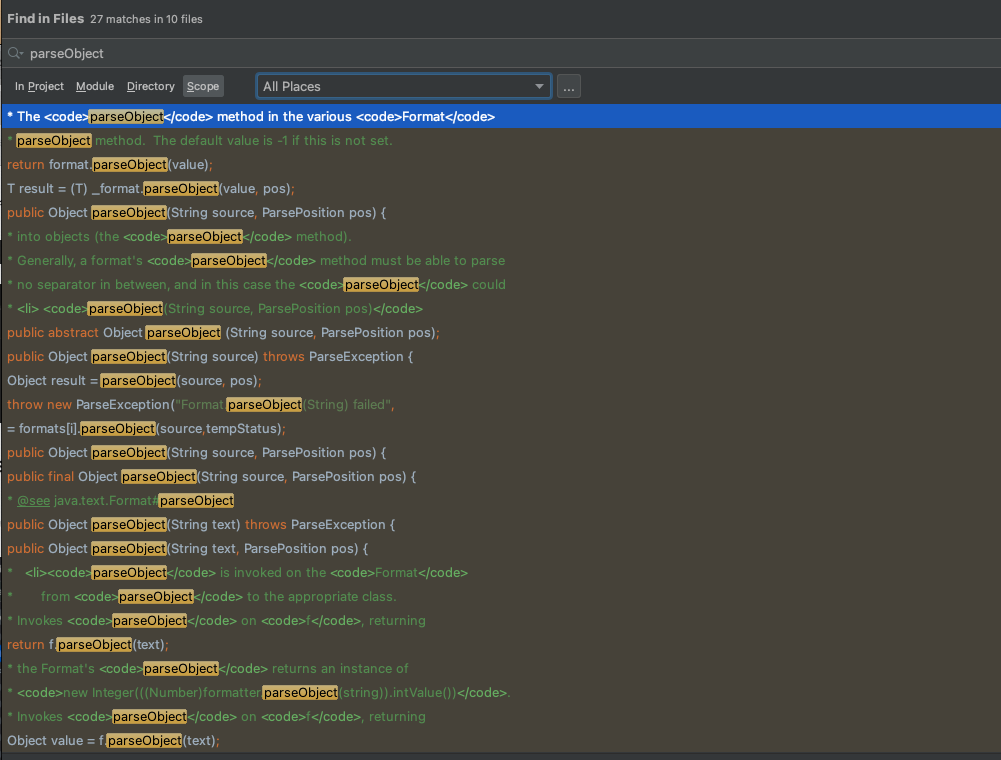 Find in Files 27 matches in 10 files
parseObject
In Project Module Directory Scope All Places ...
* The <code>parseObject</code> method in the various <code>Format</code>
* parseObject method.  The default value is -1 if this is not set.
return format.parseObject(value);
T result = (T) _format.parseObject(value, pos);
public Object parseObject(String source, ParsePosition pos) {
* into objects (the <code>parseObject</code> method).
* Generally, a format's <code>parseObject</code> method must be able to parse
* no separator in between, and in this case the <code>parseObject</code> could
* <li> <code>parseObject(String source, ParsePosition pos)</code>
public abstract Object parseObject (String source, ParsePosition pos);
public Object parseObject(String source) throws ParseException {
Object result =parseObject(source, pos);
throw new ParseException("Format.parseObject(String) failed",
= formats[i].parseObject(source,tempStatus);
public Object parseObject(String source, ParsePosition pos) {
public final Object parseObject(String source, ParsePosition pos) {
* @see java.text.Format#parseObject
public Object parseObject(String text) throws ParseException {
public Object parseObject(String text, ParsePosition pos) {
*   <li><code>parseObject</code> is invoked on the <code>Format</code>
*       from <code>parseObject</code> to the appropriate class.
* Invokes <code>parseObject</code> on <code>f</code>, returning
return f.parseObject(text);
* the Format's <code>parseObject</code> returns an instance of
* <code>new Integer(((Number)formatter.parseObject(string)).intValue())</code>.
* Invokes <code>parseObject</code> on <code>f</code>, returning
Object value = f.parseObject(text);